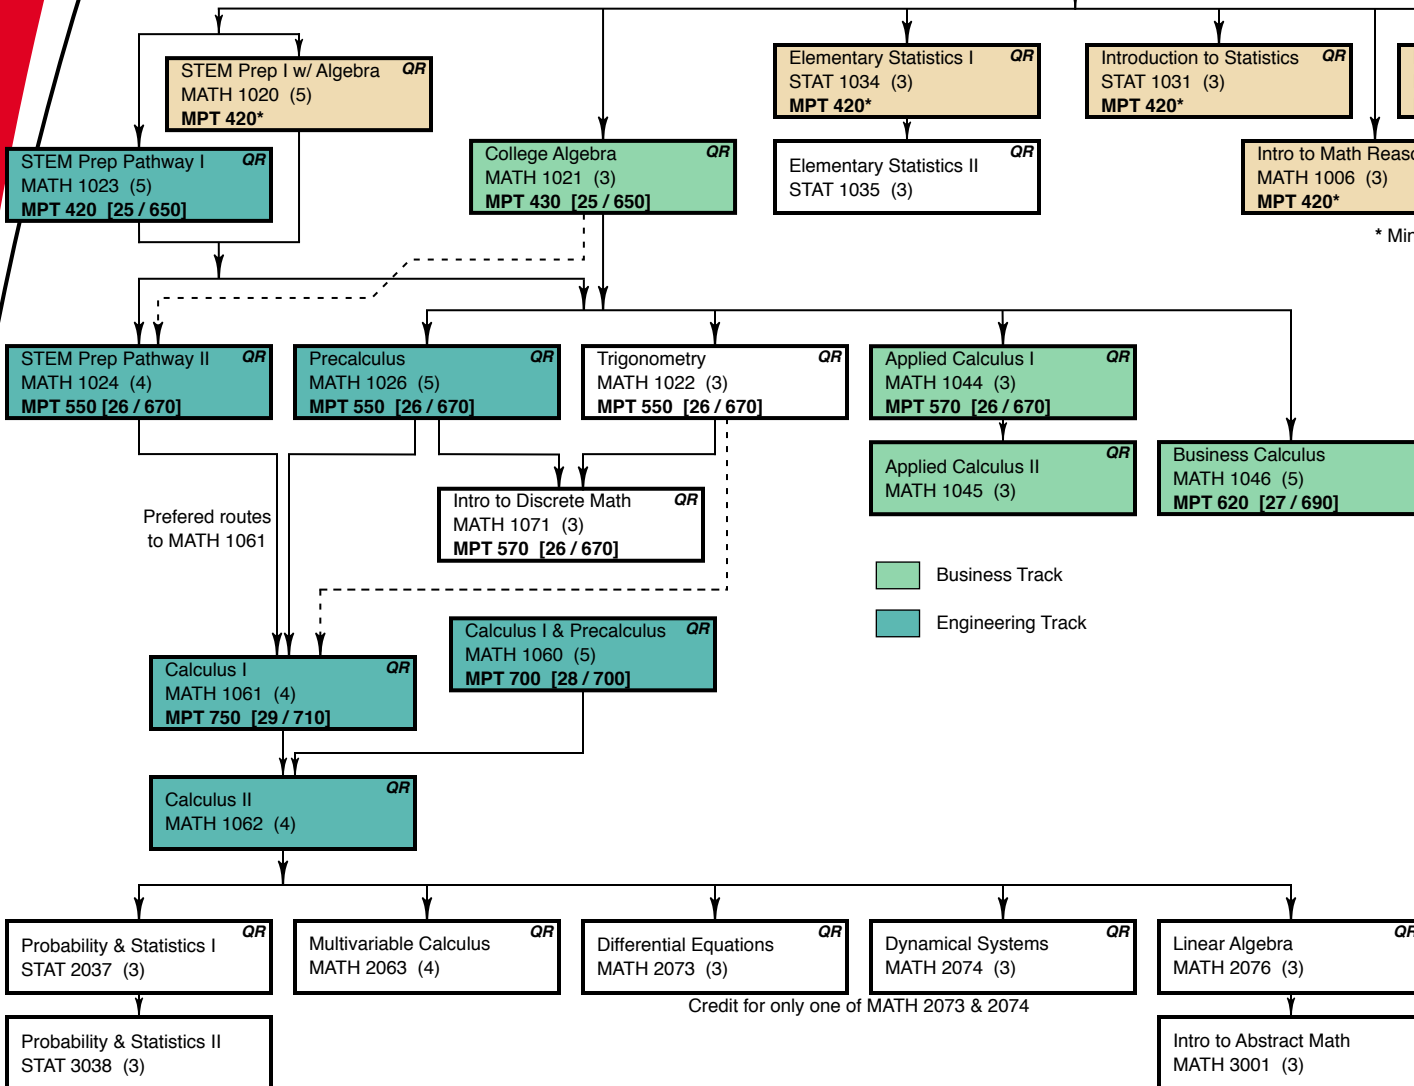 STEM Prep I w/ Algebra QR
MATH 1020 (5)
MPT 420*
Elementary Statistics I QR
STAT 1034 (3)
MPT 420*
Introduction to Statistics QR
STAT 1031 (3)
MPT 420*
STEM Prep Pathway I QR
MATH 1023 (5)
MPT 420 [25 / 650]
College Algebra QR
MATH 1021 (3)
MPT 430 [25 / 650]
Elementary Statistics II QR
STAT 1035 (3)
Intro to Math Reaso
MATH 1006 (3)
MPT 420*
* Min
STEM Prep Pathway II QR
MATH 1024 (4)
MPT 550 [26 / 670]
Precalculus QR
MATH 1026 (5)
MPT 550 [26 / 670]
Trigonometry QR
MATH 1022 (3)
MPT 550 [26 / 670]
Applied Calculus I QR
MATH 1044 (3)
MPT 570 [26 / 670]
Applied Calculus II QR
MATH 1045 (3)
Business Calculus
MATH 1046 (5)
MPT 620 [27 / 690]
Prefered routes
to MATH 1061
Intro to Discrete Math QR
MATH 1071 (3)
MPT 570 [26 / 670]
Business Track
Engineering Track
Calculus I & Precalculus QR
MATH 1060 (5)
MPT 700 [28 / 700]
Calculus I QR
MATH 1061 (4)
MPT 750 [29 / 710]
Calculus II QR
MATH 1062 (4)
Probability & Statistics I QR
STAT 2037 (3)
Multivariable Calculus QR
MATH 2063 (4)
Differential Equations QR
MATH 2073 (3)
Dynamical Systems QR
MATH 2074 (3)
Linear Algebra QR
MATH 2076 (3)
Credit for only one of MATH 2073 & 2074
Probability & Statistics II
STAT 3038 (3)
Intro to Abstract Math
MATH 3001 (3)